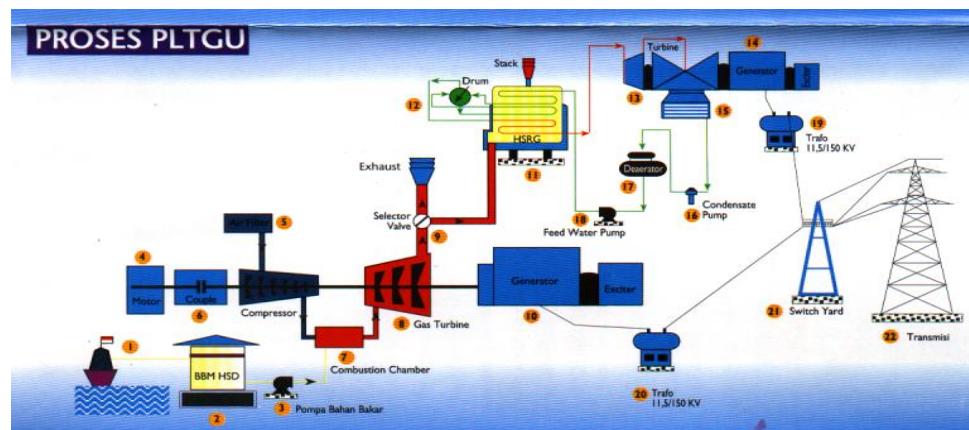 PROSES PLTGU
Stack
Drum
12
HSRG
11
Turbine
13
14
Generator
Exciter
15
19
Trafo
11,5/150 KV
Exhaust
Selector
Valve
9
Deaerator
17
18
Feed Water Pump
16
Condensate
Pump
5
Air Filter
4
Motor
Couple
6
Compressor
8
Gas Turbine
Generator
10
Exciter
7
Combustion Chamber
1
BBM HSD
2
3
Pompa Bahan Bakar
20
Trafo
11,5/150 KV
21
Switch Yard
22
Transmisi